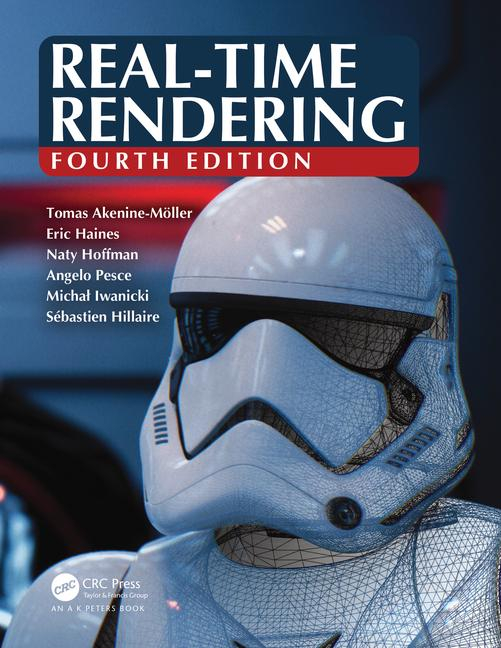 REAL-TIME
RENDERING
FOURTH EDITION
Tomas Akenine-Möller
Eric Haines
Naty Hoffman
Angelo Pesce
Michał Iwanicki
Sébastien Hillaire
CRC
CRC Press
Taylor & Francis Group
AN A K PETERS BOOK